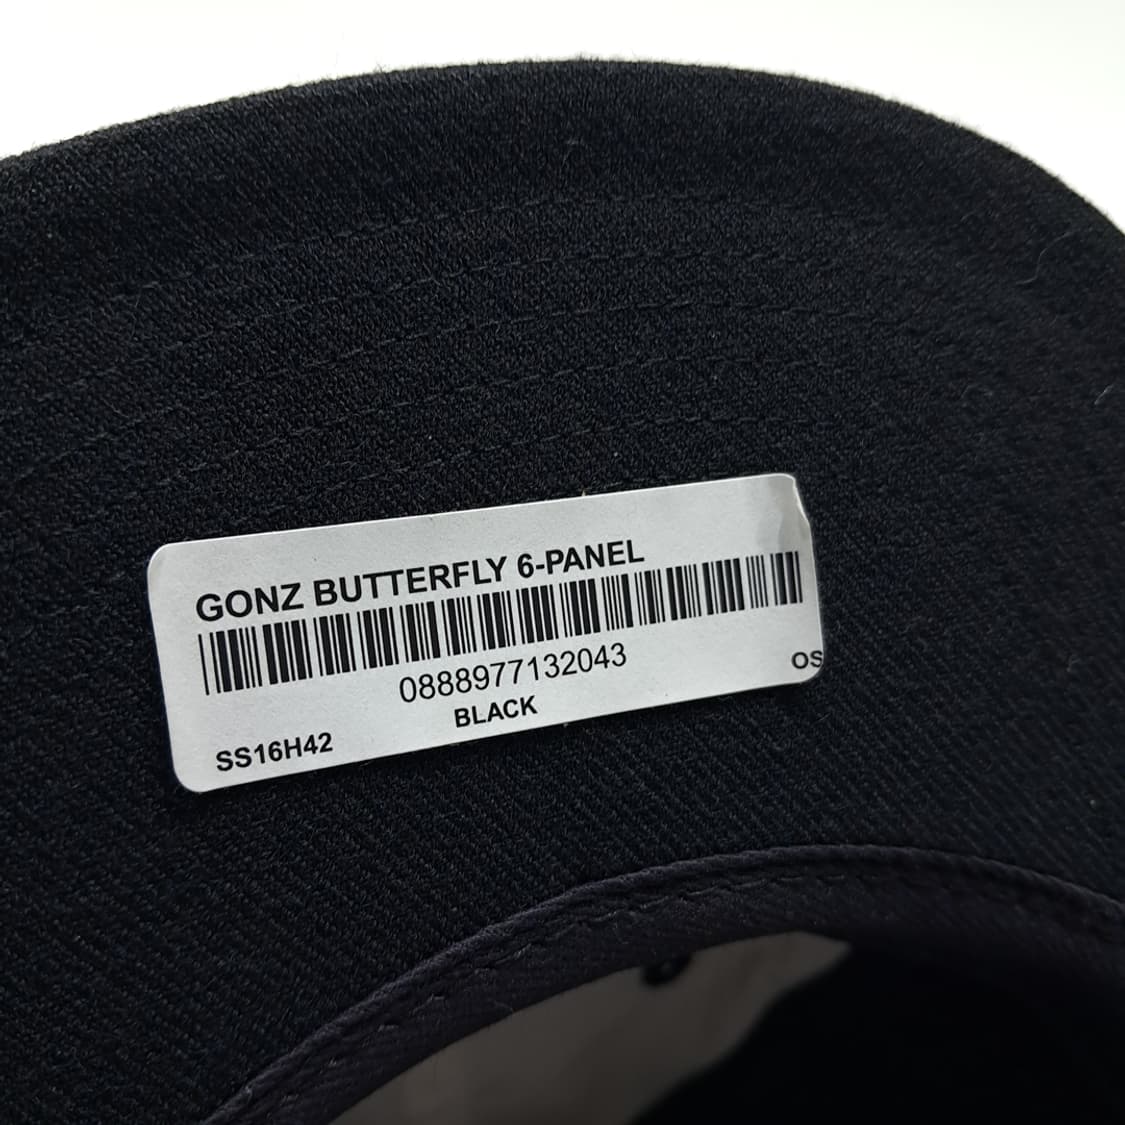 GONZ BUTTERFLY 6-PANEL
0888977132043
OS
BLACK
SS16H42